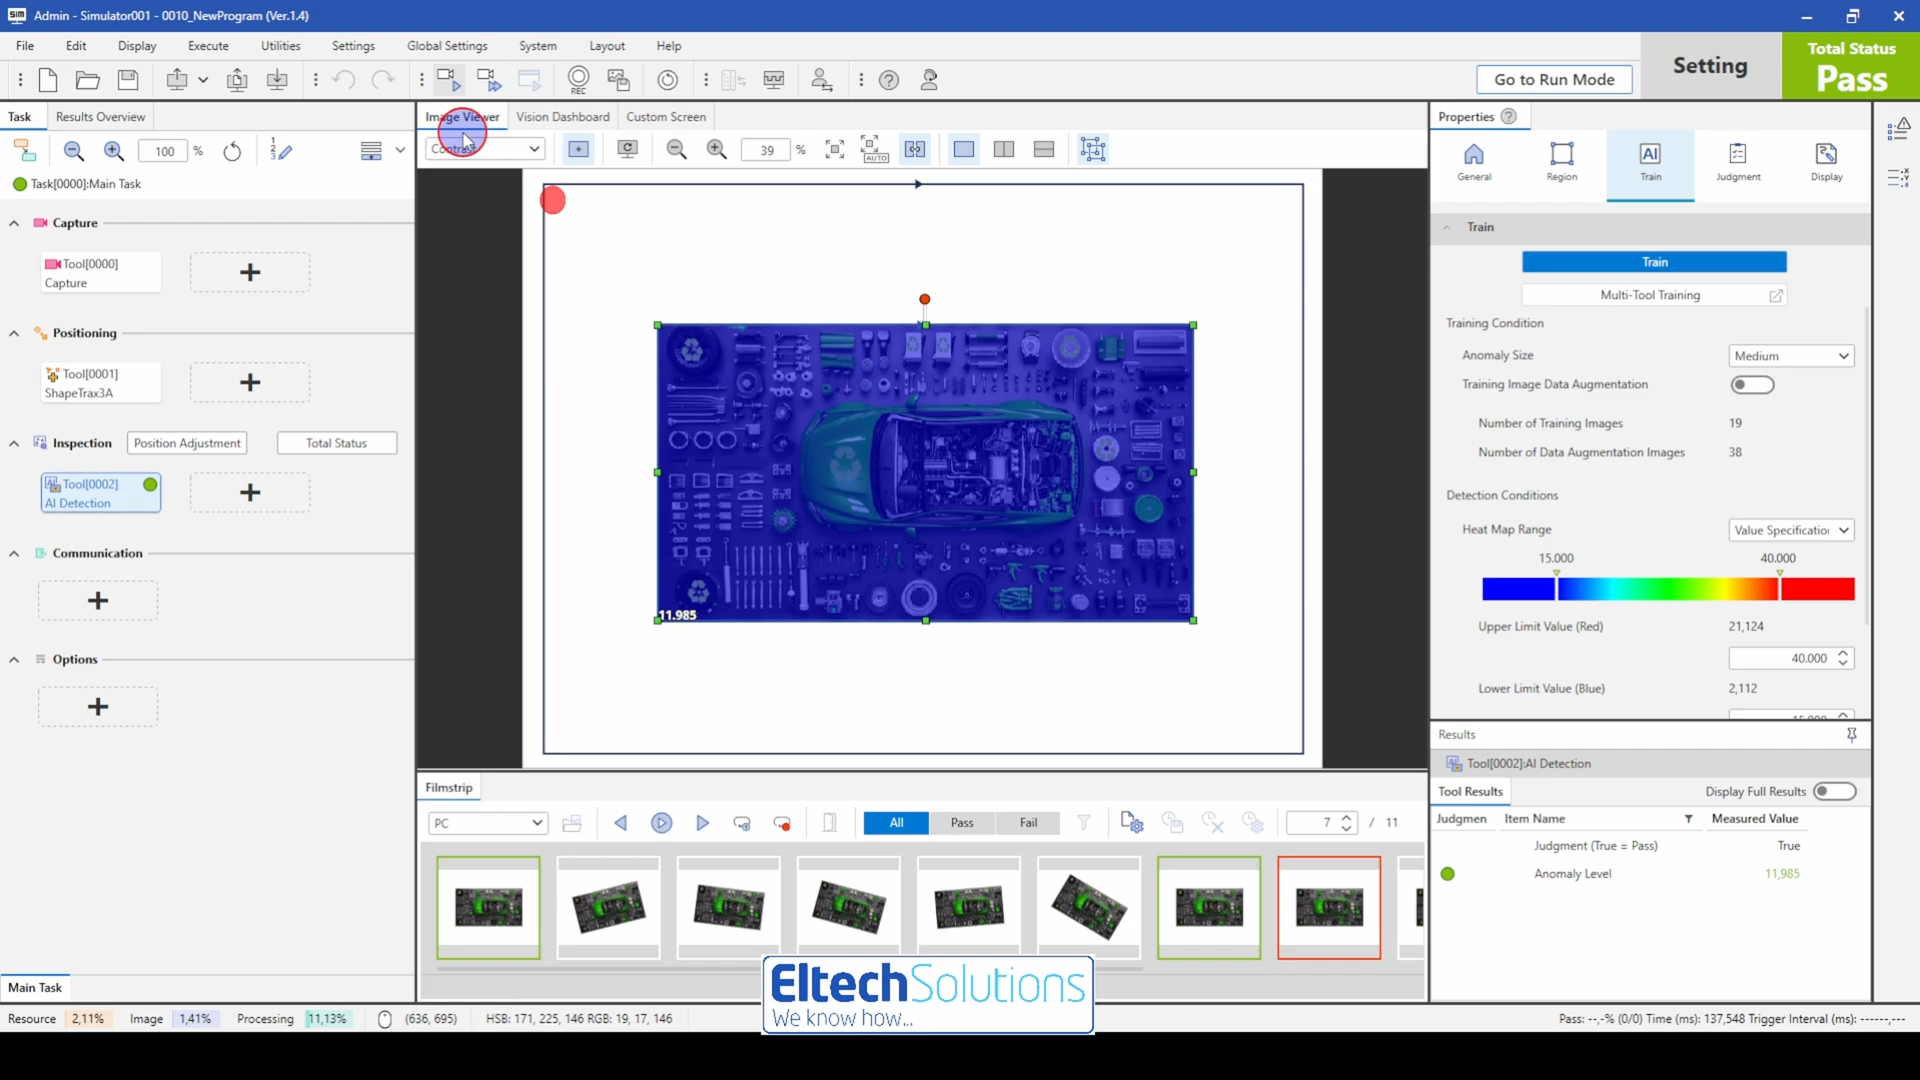 Admin - Simulator001 - 0010_NewProgram (Ver.1.4)
File Edit Display Execute Utilities Settings Global Settings System Layout Help
Go to Run Mode
Setting
Total Status
Pass
REC
Task Results Overview
100 %
Task[0000]:Main Task
Capture
Tool[0000]
Capture
Positioning
Tool[0001]
ShapeTrax3A
Inspection Position Adjustment Total Status
Tool[0002]
AI Detection
Communication
Options
Main Task
Image Viewer Vision Dashboard Custom Screen
39 %
AUTO
11.985
Filmstrip
PC
All Pass Fail
7 / 11
Properties
General Region Train Judgment Display
AI
Train
Train
Multi-Tool Training
Training Condition
Anomaly Size Medium
Training Image Data Augmentation
Number of Training Images 19
Number of Data Augmentation Images 38
Detection Conditions
Heat Map Range Value Specification
15.000 40.000
Upper Limit Value (Red) 21,124
40.000
Lower Limit Value (Blue) 2,112
15.000
Results
Tool[0002]:AI Detection
Tool Results Display Full Results
Judgmen Item Name Measured Value
Judgment (True = Pass) True
Anomaly Level 11,985
EltechSolutions
We know how...
Resource 2,11% Image 1,41% Processing 11,13% (636, 695) HSB: 171, 225, 146 RGB: 19, 17, 146
Pass: --,-% (0/0) Time (ms): 137,548 Trigger Interval (ms): ------,---